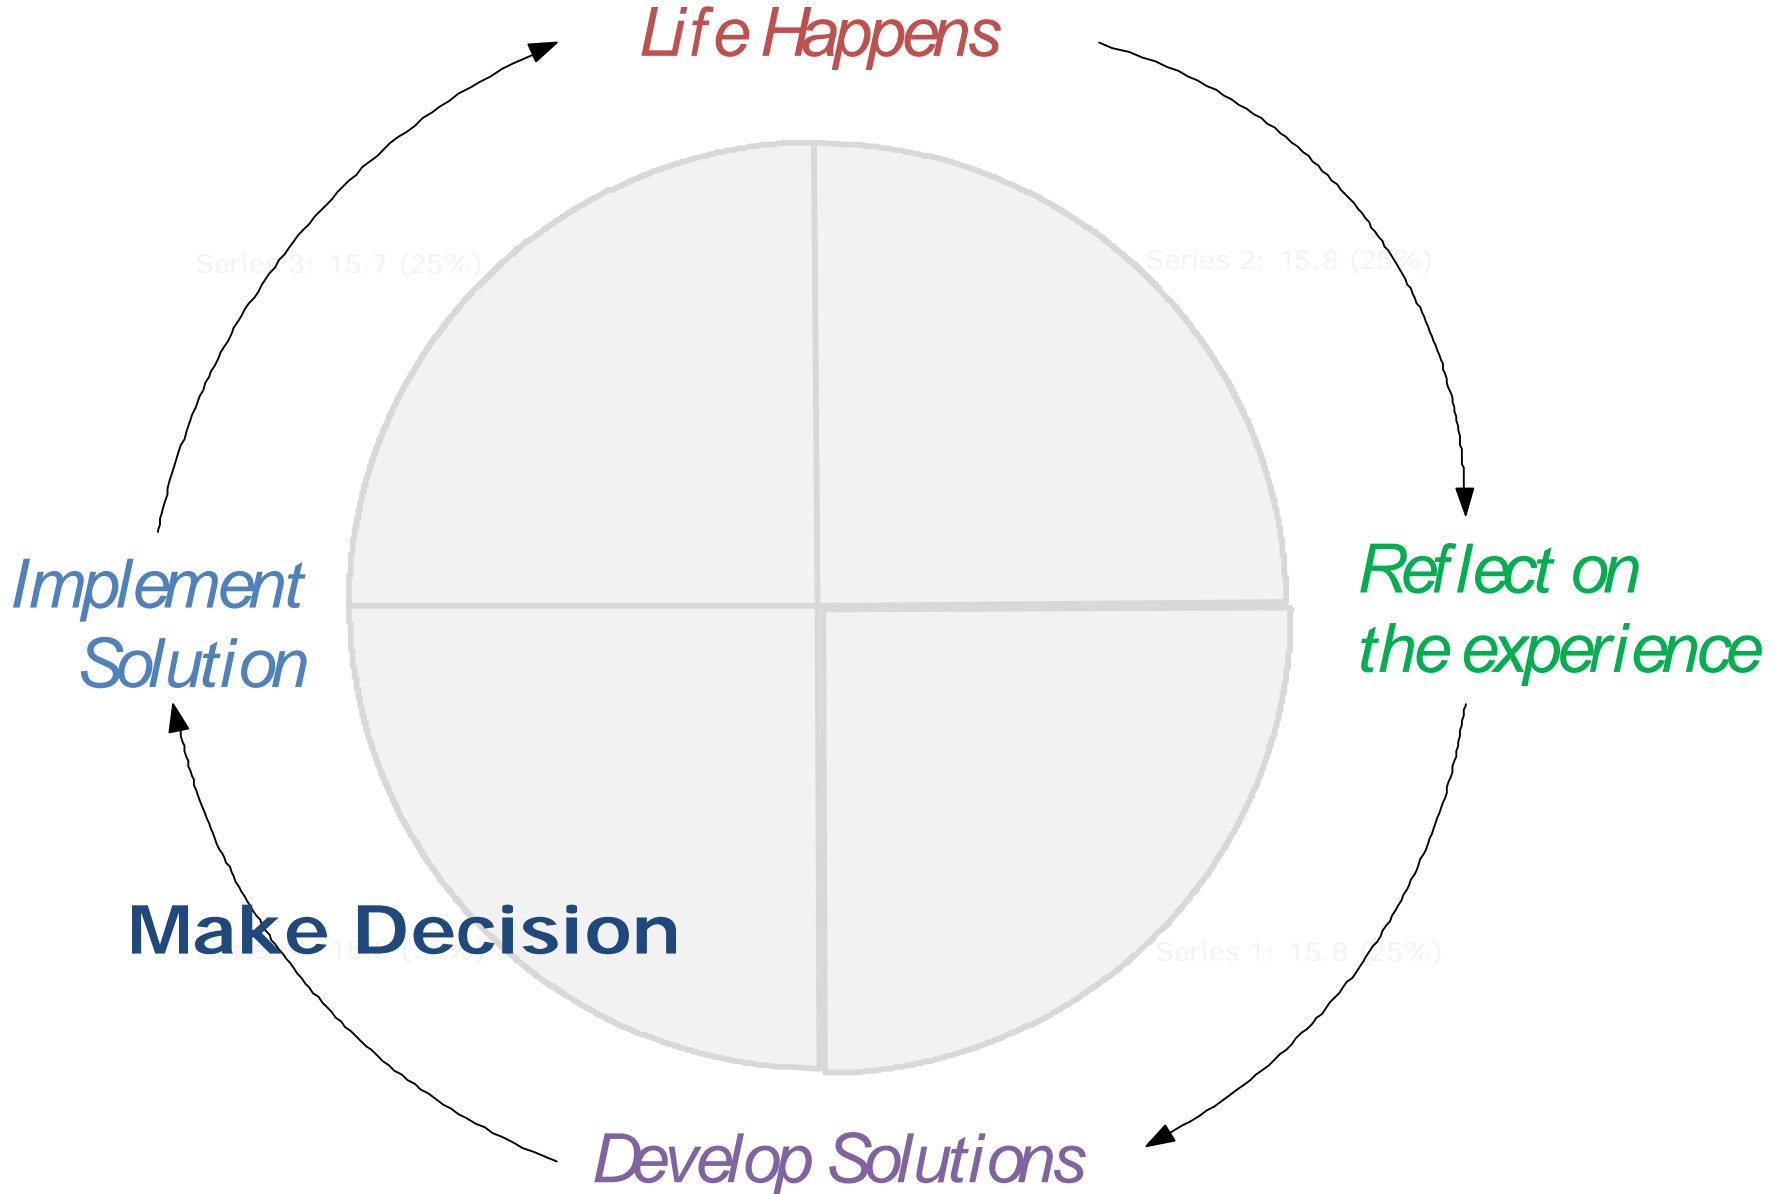 Life Happens
Series 3: 15.7 (25%)
Series 2: 15.8 (25%)
Implement
Solution
Reflect on
the experience
Make Decision
Series 1: 15.8 (25%)
Develop Solutions